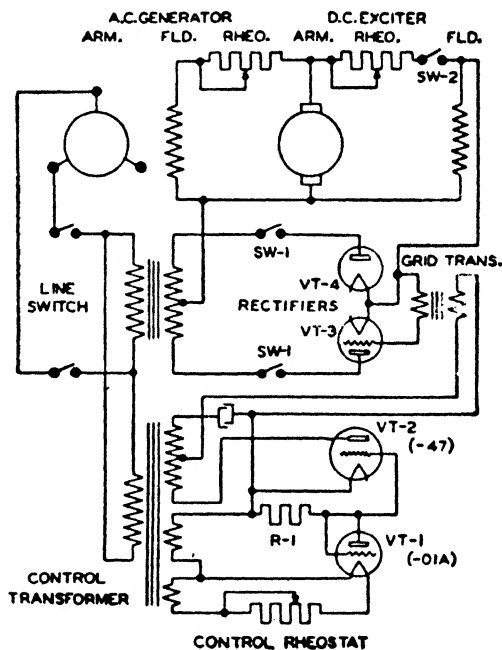 A.C.GENERATOR D.C.EXCITER
ARM. FLD. RHEO. ARM. RHEO. FLD.
SW-2
SW-1
GRID TRANS.
VT-4
LINE
SWITCH
RECTIFIERS
VT-3
SW-1
VT-2
(-47)
R-1
VT-1
(-01A)
CONTROL
TRANSFORMER
CONTROL RHEOSTAT